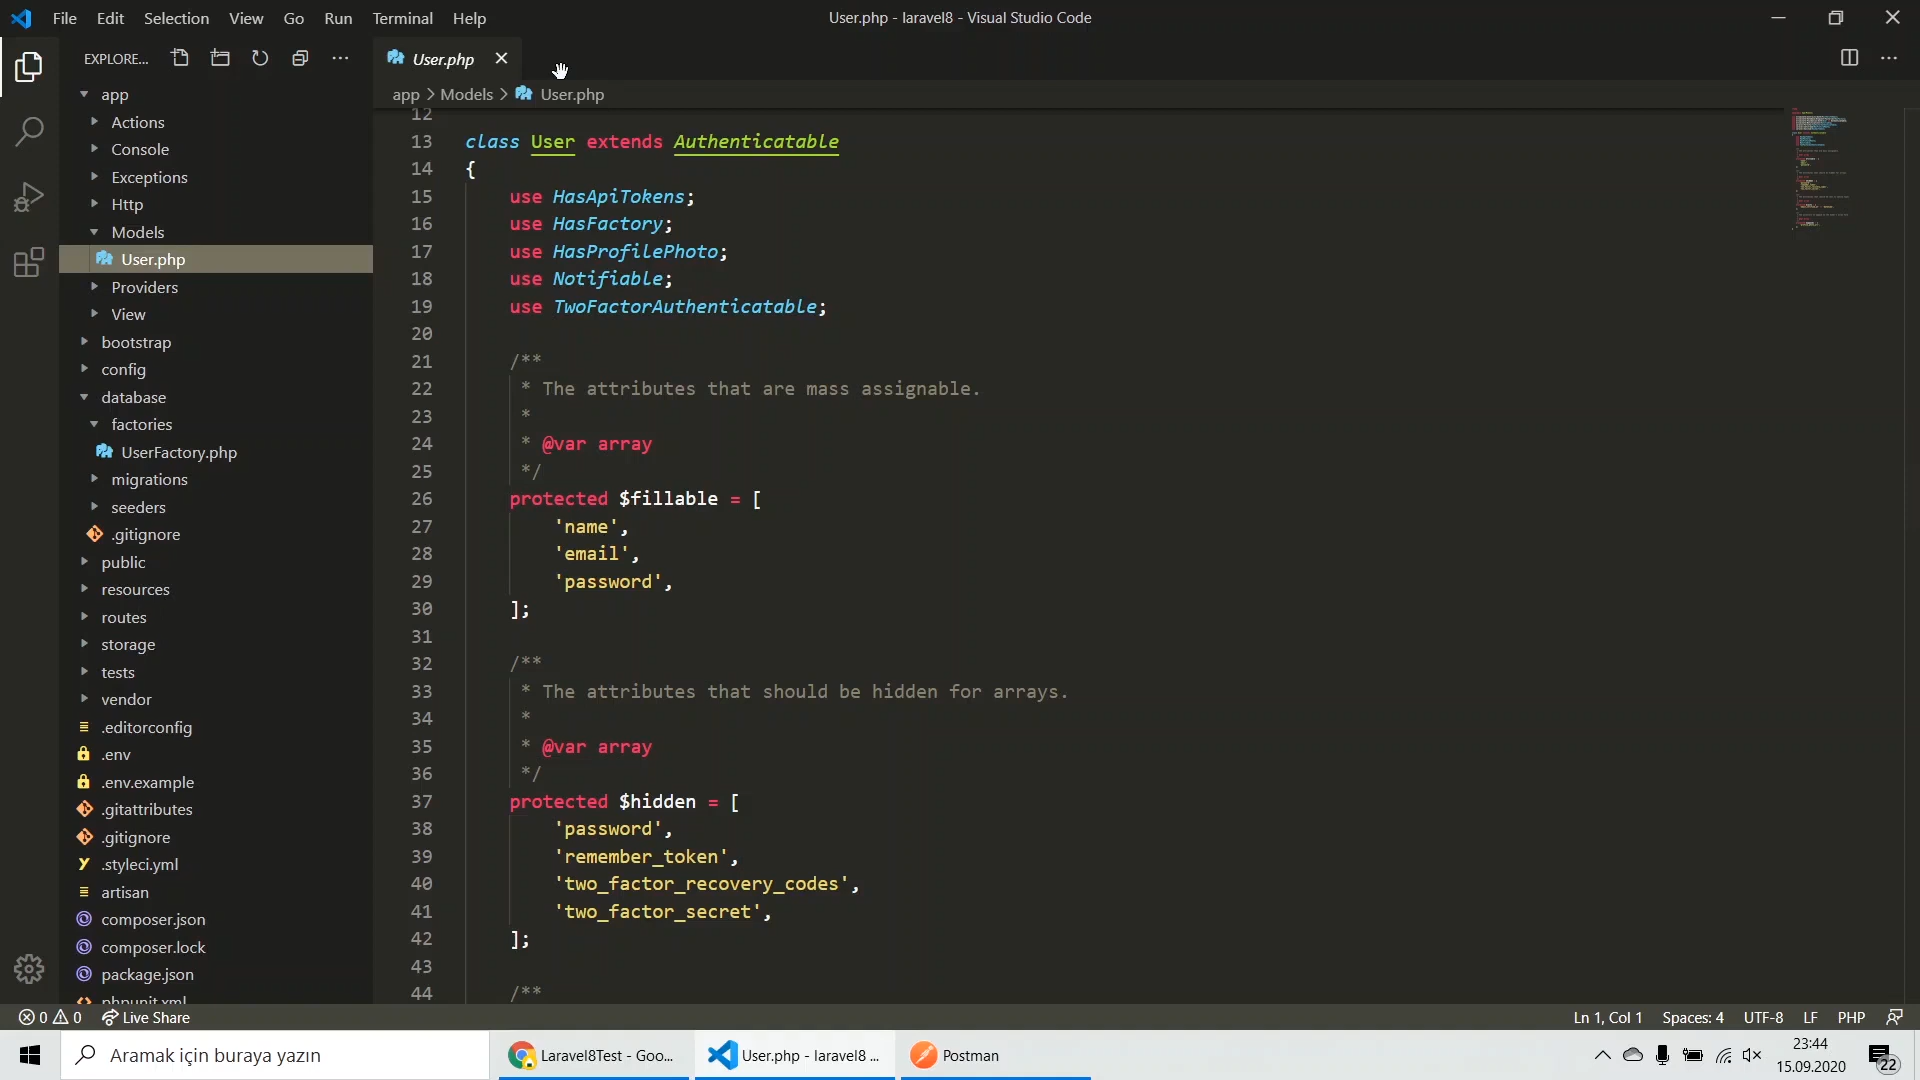 File Edit Selection View Go Run Terminal Help
User.php - laravel8 - Visual Studio Code
EXPLORE...
User.php
app > Models > User.php
app
Actions
Console
Exceptions
Http
Models
User.php
Providers
View
bootstrap
config
database
factories
UserFactory.php
migrations
seeders
.gitignore
public
resources
routes
storage
tests
vendor
.editorconfig
.env
.env.example
.gitattributes
.gitignore
.styleci.yml
artisan
composer.json
composer.lock
package.json
phpunit.xml
12
13 class User extends Authenticatable
14 {
15 use HasApiTokens;
16 use HasFactory;
17 use HasProfilePhoto;
18 use Notifiable;
19 use TwoFactorAuthenticatable;
20
21 /**
22 * The attributes that are mass assignable.
23 *
24 * @var array
25 */
26 protected $fillable = [
27 'name',
28 'email',
29 'password',
30 ];
31
32 /**
33 * The attributes that should be hidden for arrays.
34 *
35 * @var array
36 */
37 protected $hidden = [
38 'password',
39 'remember_token',
40 'two_factor_recovery_codes',
41 'two_factor_secret',
42 ];
43
44 /**
0 0 Live Share
Ln 1, Col 1 Spaces: 4 UTF-8 LF PHP
Aramak için buraya yazın
Laravel8Test - Goo...
User.php - laravel8 ...
Postman
23:44
15.09.2020
22